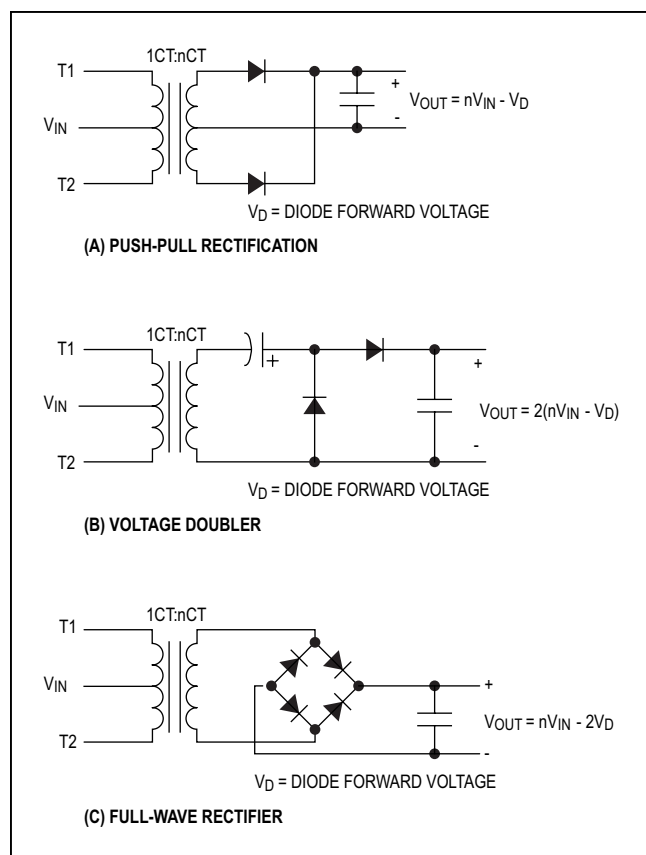 1CT:nCT
T1
VIN
T2
+
-
VOUT = nVIN - VD
VD = DIODE FORWARD VOLTAGE
(A) PUSH-PULL RECTIFICATION
1CT:nCT
T1
VIN
T2
+
+
-
VOUT = 2(nVIN - VD)
VD = DIODE FORWARD VOLTAGE
(B) VOLTAGE DOUBLER
1CT:nCT
T1
VIN
T2
+
-
VOUT = nVIN - 2VD
VD = DIODE FORWARD VOLTAGE
(C) FULL-WAVE RECTIFIER